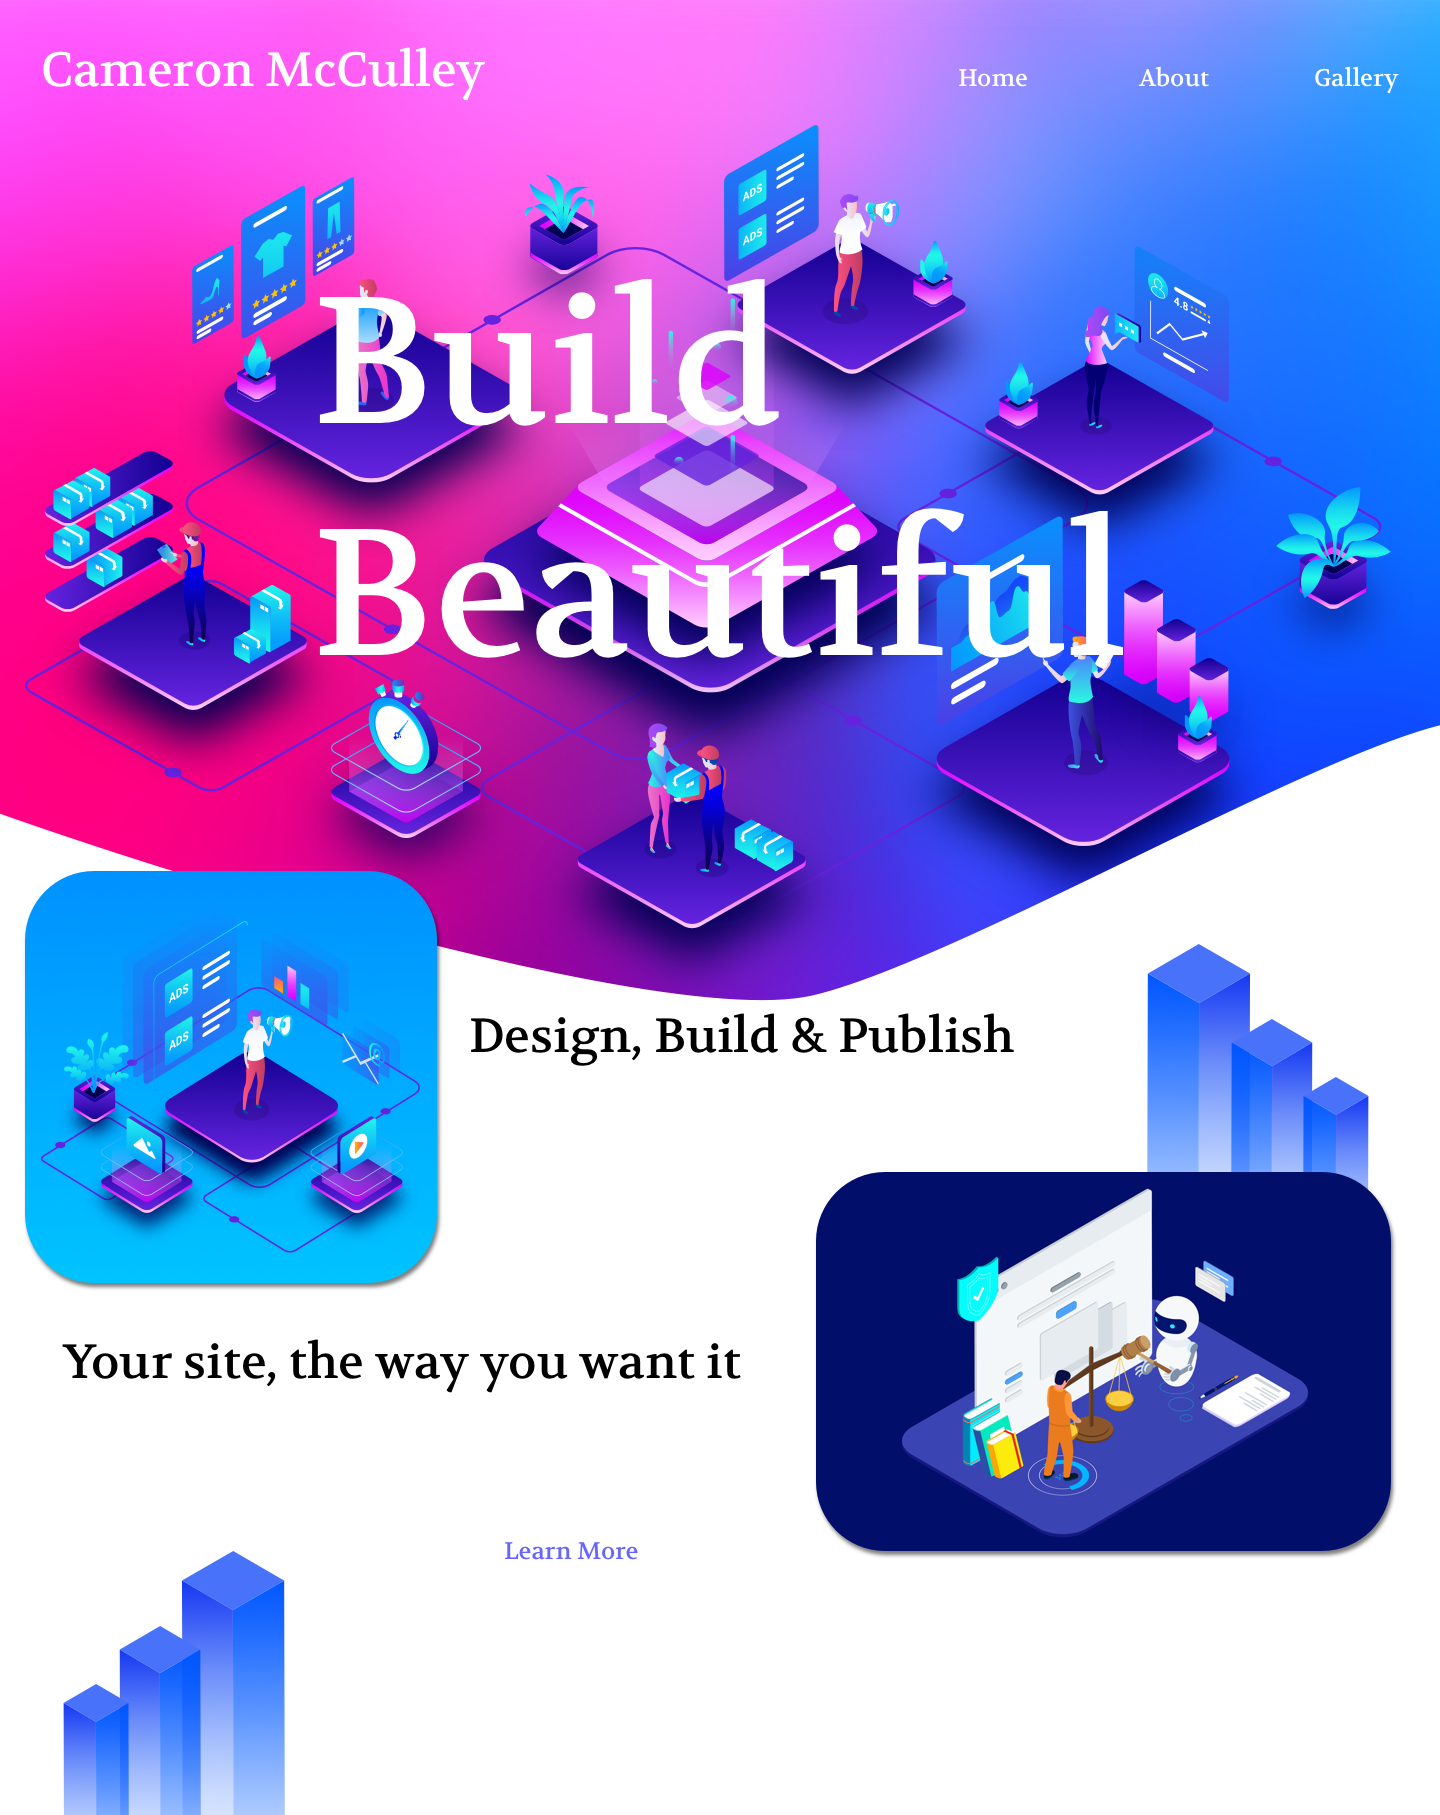 Cameron McCulley
Home
About
Gallery
ADS
ADS
4.8
Build
Beautiful
ADS
ADS
Design, Build & Publish
Your site, the way you want it
Learn More